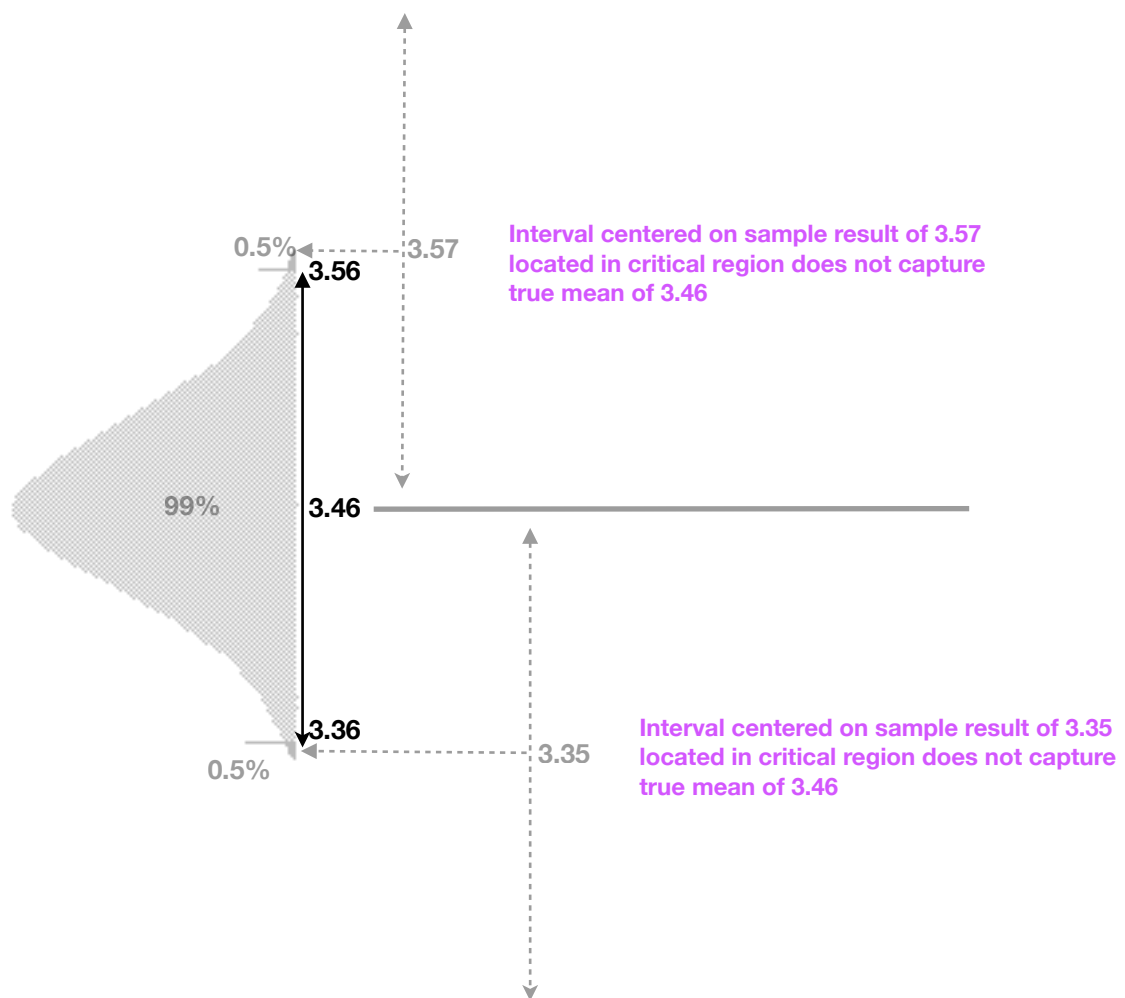 0.5%
3.57
Interval centered on sample result of 3.57
located in critical region does not capture
true mean of 3.46
3.56
99%
3.46
3.36
0.5%
3.35
Interval centered on sample result of 3.35
located in critical region does not capture
true mean of 3.46